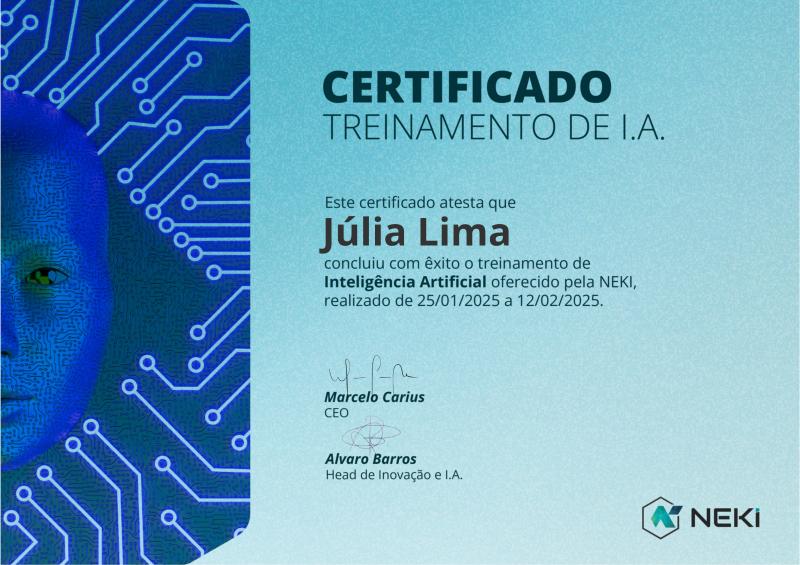 CERTIFICADO
TREINAMENTO DE I.A.
Este certificado atesta que
Júlia Lima
concluiu com êxito o treinamento de
Inteligência Artificial oferecido pela NEKI,
realizado de 25/01/2025 a 12/02/2025.
Marcelo Carius
CEO
Alvaro Barros
Head de Inovação e I.A.
NEKi